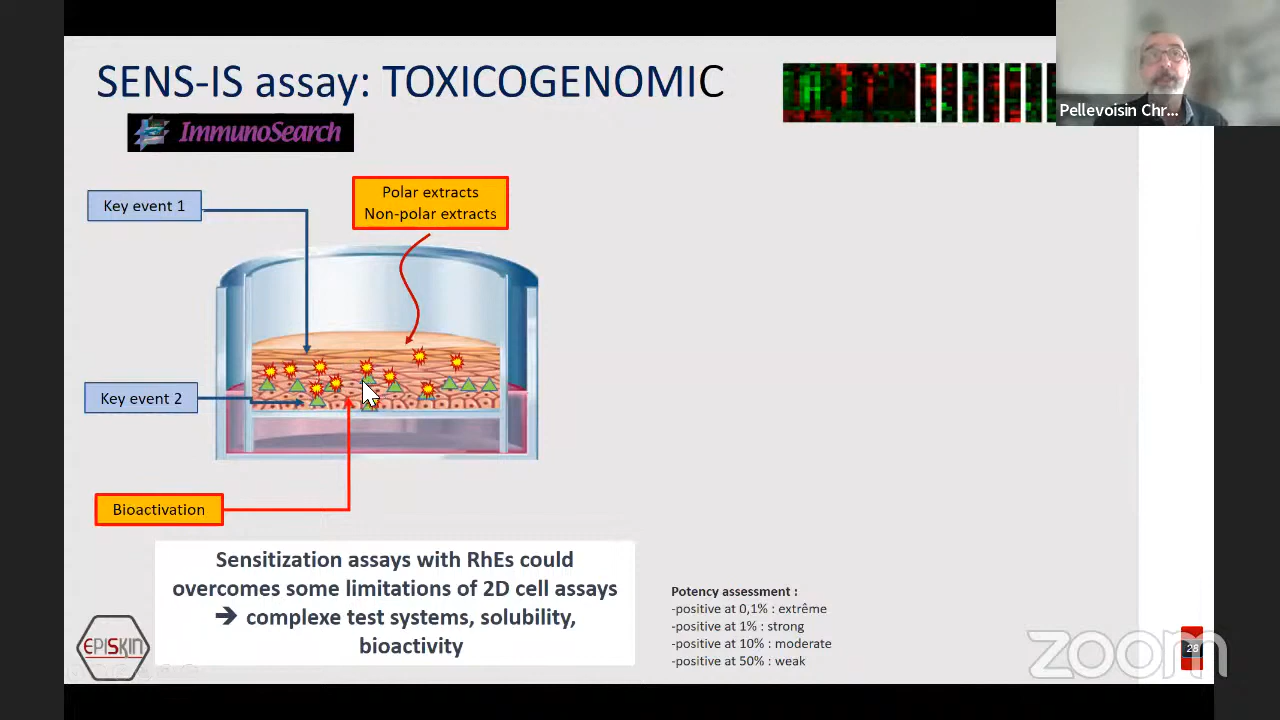 SENS-IS assay: TOXICOGENOMIC
ImmunoSearch
Pellevoisin Chr...
Key event 1
Polar extracts
Non-polar extracts
Key event 2
Bioactivation
Sensitization assays with RhEs could
overcomes some limitations of 2D cell assays
➔ complexe test systems, solubility,
bioactivity
Potency assessment :
-positive at 0,1% : extrême
-positive at 1% : strong
-positive at 10% : moderate
-positive at 50% : weak
EPISKIN
28
zoom